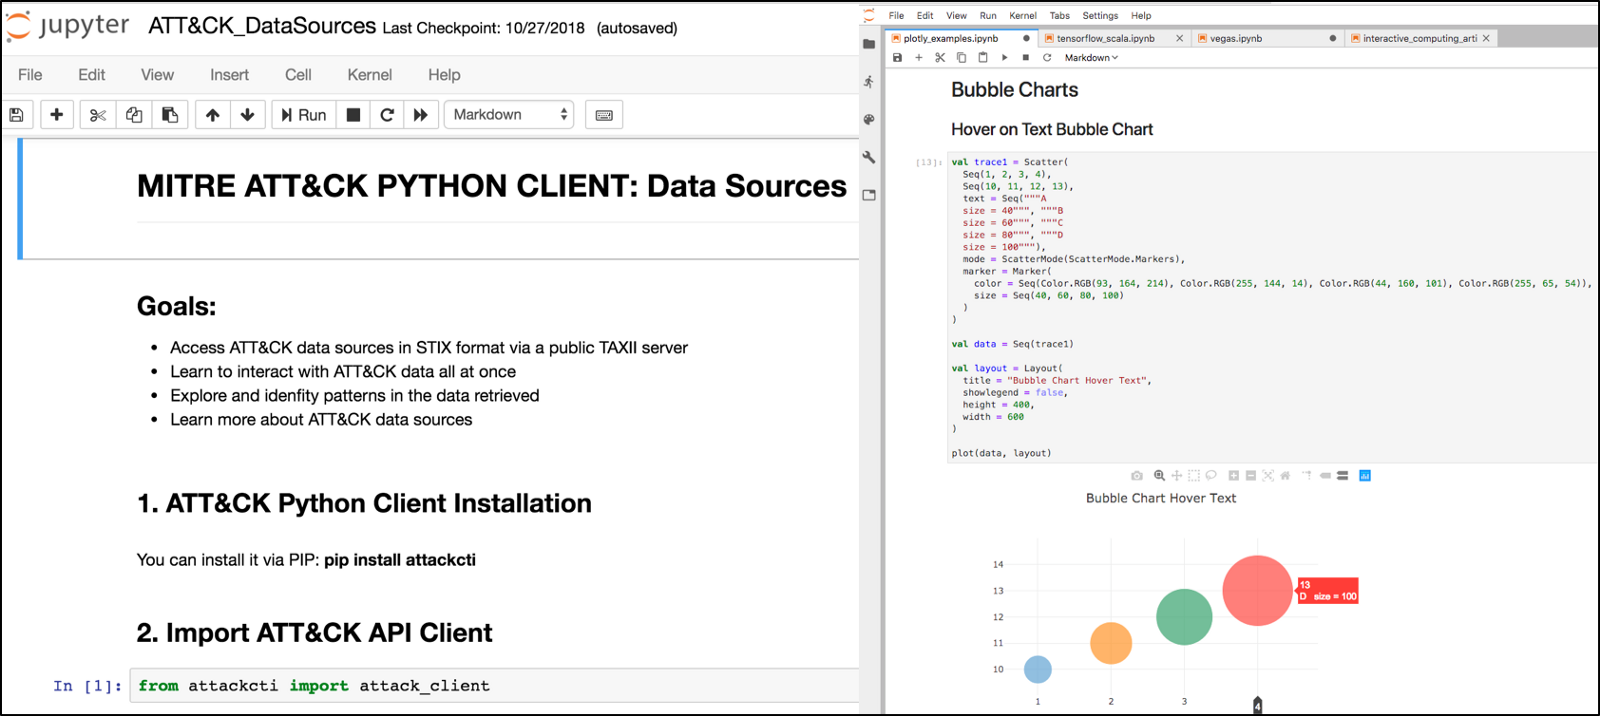 jupyter ATT&CK_DataSources Last Checkpoint: 10/27/2018 (autosaved)
File Edit View Insert Cell Kernel Help
Run Markdown
MITRE ATT&CK PYTHON CLIENT: Data Sources
Goals:
Access ATT&CK data sources in STIX format via a public TAXII server
Learn to interact with ATT&CK data all at once
Explore and idenfity patterns in the data retrieved
Learn more about ATT&CK data sources
1. ATT&CK Python Client Installation
You can install it via PIP: pip install attackcti
2. Import ATT&CK API Client
In [1]: from attackcti import attack_client
File Edit View Run Kernel Tabs Settings Help
plotly_examples.ipynb tensorflow_scala.ipynb vegas.ipynb interactive_computing_arti
Markdown
Bubble Charts
Hover on Text Bubble Chart
[13]: val trace1 = Scatter(
Seq(1, 2, 3, 4),
Seq(10, 11, 12, 13),
text = Seq("""A
size = 40""", """B
size = 60""", """C
size = 80""", """D
size = 100"""),
mode = ScatterMode(ScatterMode.Markers),
marker = Marker(
color = Seq(Color.RGB(93, 164, 214), Color.RGB(255, 144, 14), Color.RGB(44, 160, 101), Color.RGB(255, 65, 54)),
size = Seq(40, 60, 80, 100)
)
)
val data = Seq(trace1)
val layout = Layout(
title = "Bubble Chart Hover Text",
showlegend = false,
height = 400,
width = 600
)
plot(data, layout)
Bubble Chart Hover Text
14
13
12
11
10
13
D size = 100
1 2 3 4